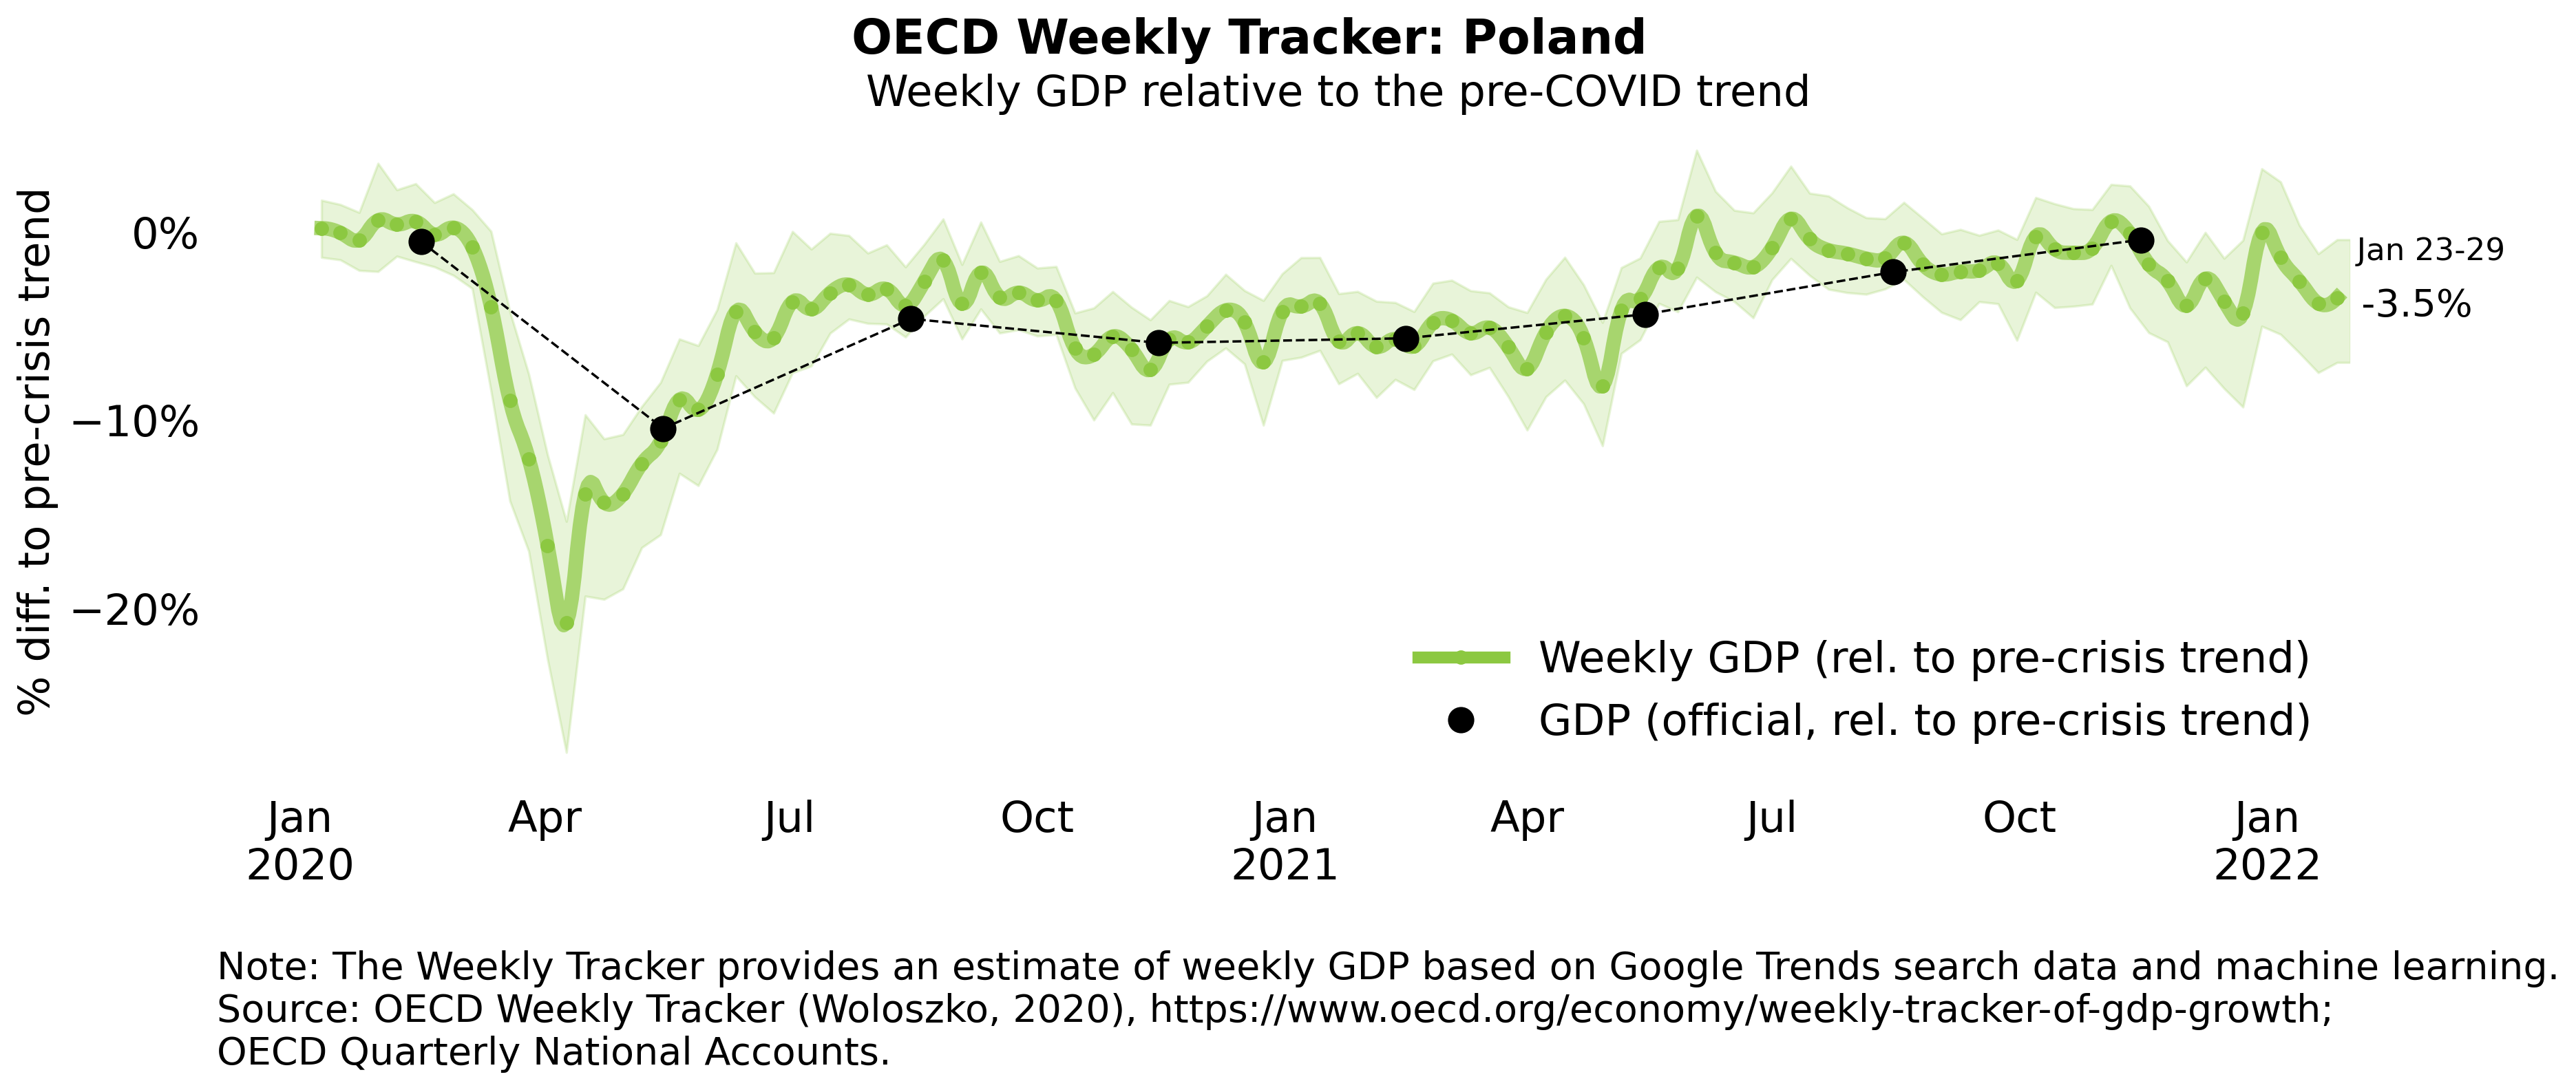 OECD Weekly Tracker: Poland
Weekly GDP relative to the pre-COVID trend
% diff. to pre-crisis trend
0%
−10%
−20%
Jan 23-29
-3.5%
Weekly GDP (rel. to pre-crisis trend)
GDP (official, rel. to pre-crisis trend)
Jan Apr Jul Oct Jan Apr Jul Oct Jan
2020 2021 2022
Note: The Weekly Tracker provides an estimate of weekly GDP based on Google Trends search data and machine learning.
Source: OECD Weekly Tracker (Woloszko, 2020), https://www.oecd.org/economy/weekly-tracker-of-gdp-growth;
OECD Quarterly National Accounts.